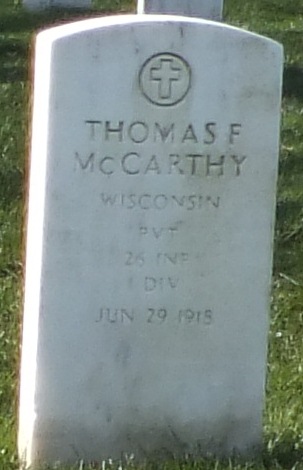 THOMAS F
McCARTHY
WISCONSIN
PVT
26 INF
DIV
JUN 29 1918